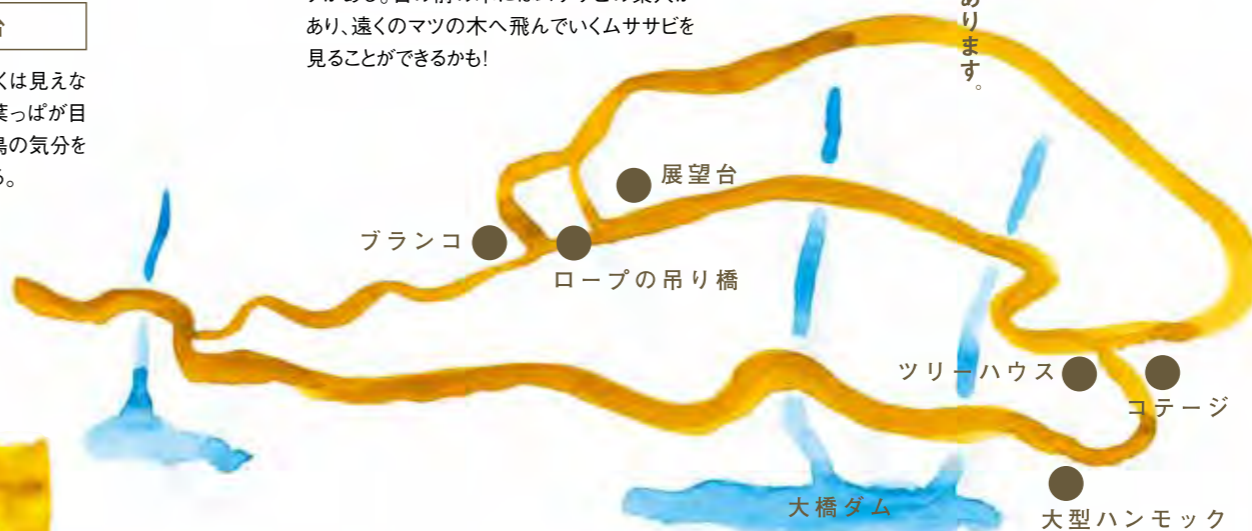 あり、遠くのマツの木へ飛んでいくムササビを
見ることができるかも!
あります。
くは見えな
葉っぱが目
鳥の気分を
る。
展望台
ブランコ
ロープの吊り橋
ツリーハウス
コテージ
大橋ダム
大型ハンモック